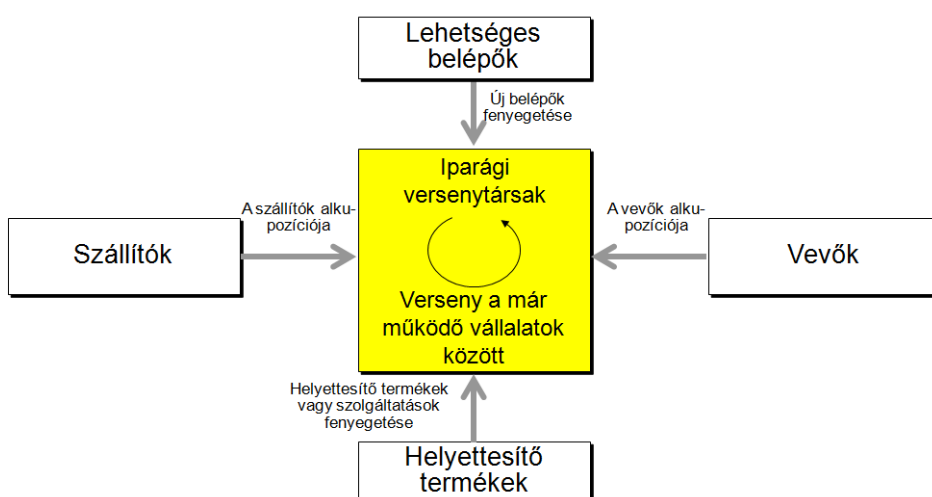 Lehetséges
belépők
Új belépők
fenyegetése
Iparági
versenytársak
A szállítók alku-
pozíciója
A vevők alku-
pozíciója
Szállítók
Vevők
Verseny a már
működő vállalatok
között
Helyettesítő termékek
vagy szolgáltatások
fenyegetése
Helyettesítő
termékek